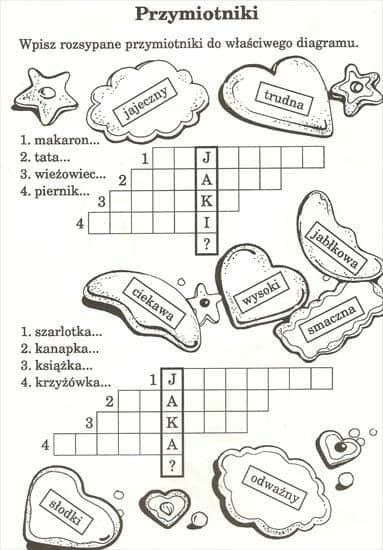 Przymiotniki
Wpisz rozsypane przymiotniki do właściwego diagramu.
jajeczny
trudna
1. makaron...
2. tata...
3. wieżowiec...
4. piernik...
1 J
2 A
3 K
4 I
?
jabłkowa
ciekawa
wysoki
smaczna
1. szarlotka...
2. kanapka...
3. książka...
4. krzyżówka...
1 J
2 A
3 K
4 A
?
słodki
odważny